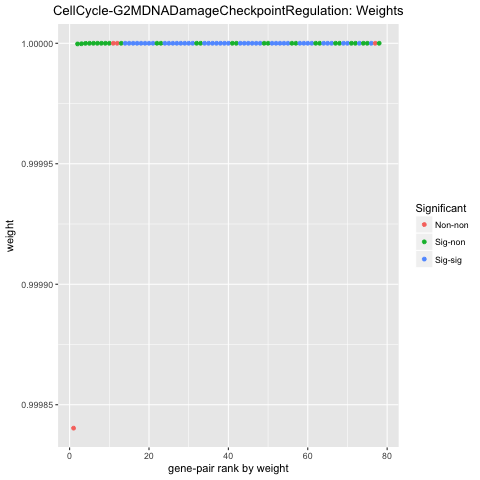 CellCycle-G2MDNADamageCheckpointRegulation: Weights
1.00000
0.99995
0.99990
0.99985
weight
0 20 40 60 80
gene-pair rank by weight
Significant
Non-non
Sig-non
Sig-sig